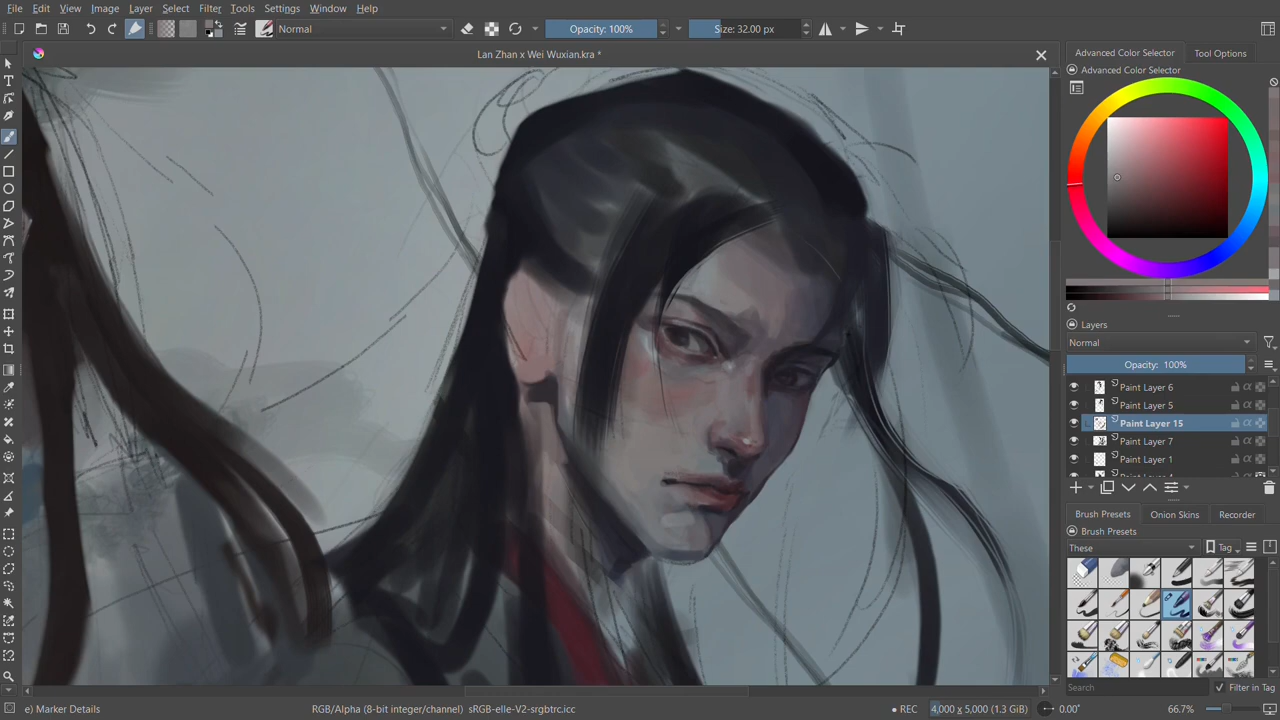 File Edit View Image Layer Select Filter Tools Settings Window Help
Normal Opacity: 100% Size: 32.00 px
Lan Zhan x Wei Wuxian.kra *
Advanced Color Selector Tool Options
Advanced Color Selector
Layers
Normal
Opacity: 100%
Paint Layer 6
Paint Layer 5
Paint Layer 15
Paint Layer 7
Paint Layer 1
Brush Presets Onion Skins Recorder
Brush Presets
These Tag
Search Filter in Tag
e) Marker Details RGB/Alpha (8-bit integer/channel) sRGB-elle-V2-srgbtrc.icc REC 4,000 x 5,000 (1.3 GiB) 0.00° 66.7%